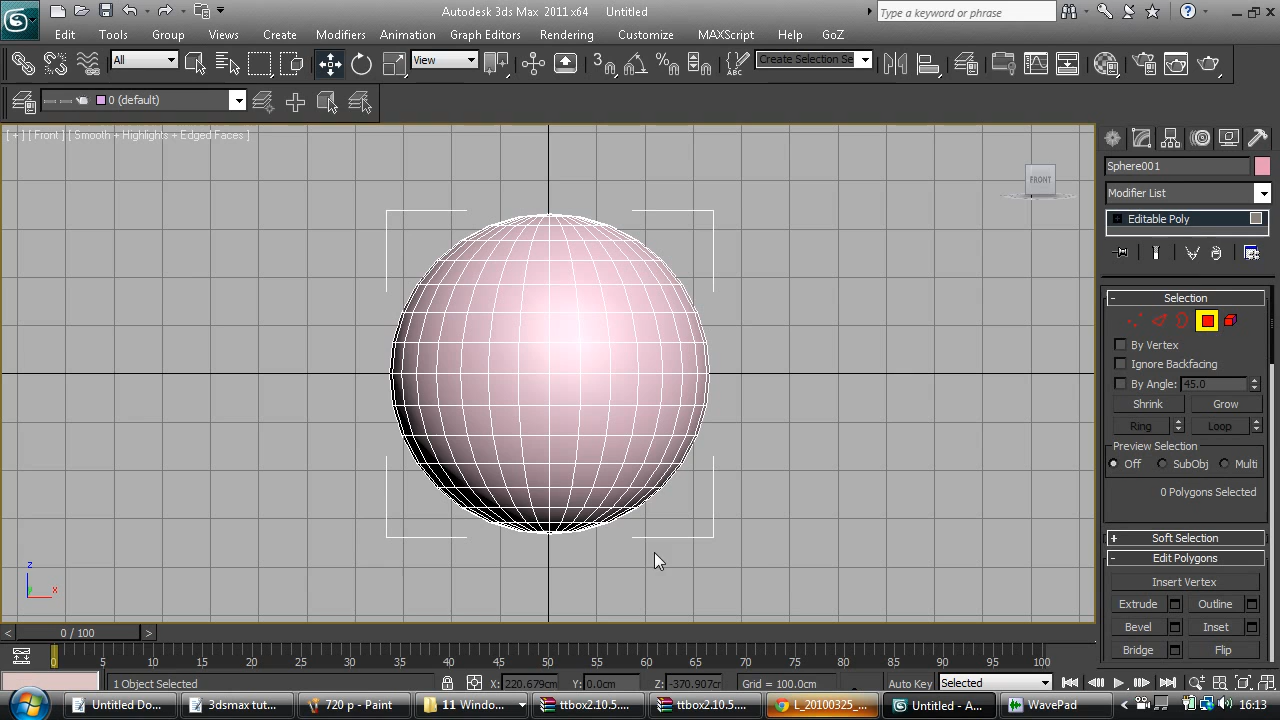 Autodesk 3ds Max 2011 x64 Untitled
Type a keyword or phrase
Edit Tools Group Views Create Modifiers Animation Graph Editors Rendering Customize MAXScript Help GoZ
All View Create Selection Se
0 (default)
[ + ] [ Front ] [ Smooth + Highlights + Edged Faces ]
FRONT
Sphere001
Modifier List
Editable Poly
- Selection
By Vertex
Ignore Backfacing
By Angle: 45.0
Shrink Grow
Ring Loop
Preview Selection
Off SubObj Multi
0 Polygons Selected
+ Soft Selection
- Edit Polygons
Insert Vertex
Extrude Outline
Bevel Inset
Bridge Flip
z
y x
< 0 / 100 >
0 5 10 15 20 25 30 35 40 45 50 55 60 65 70 75 80 85 90 95 100
1 Object Selected X: 220.679cm Y: 0.0cm Z: -370.907cm Grid = 100.0cm Auto Key Selected
Untitled Do... 3dsmax tut... 720 p - Paint 11 Windo... ttbox2.10.5.... ttbox2.10.5.... L_20100325_... Untitled - A... WavePad 16:13